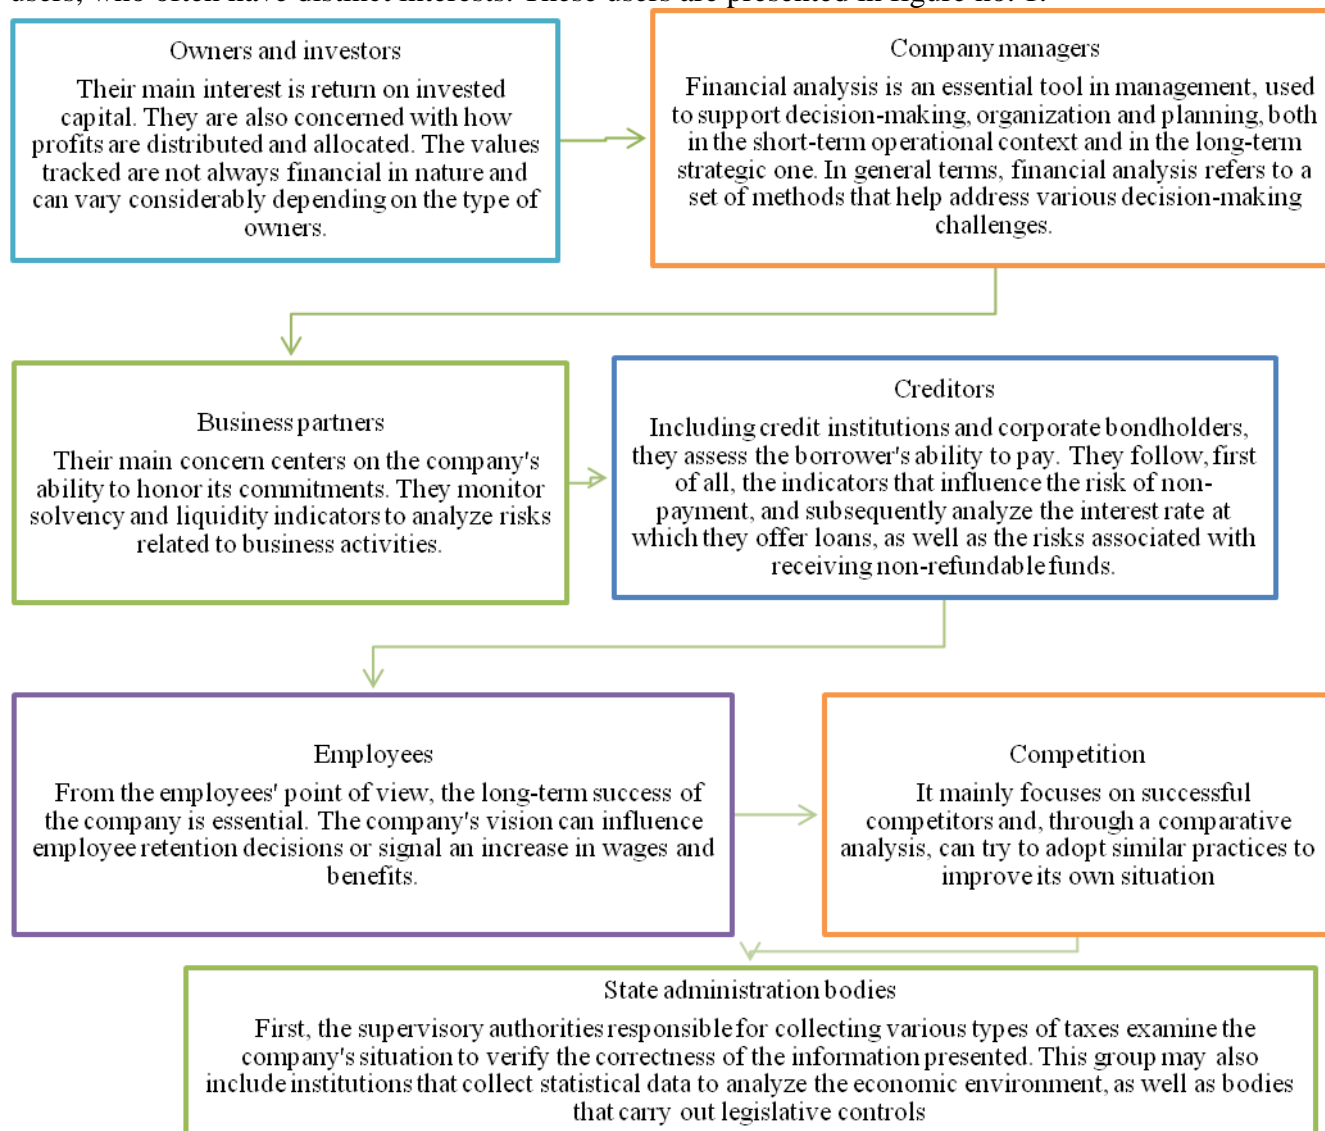 users, who often have distinct interests. These users are presented in figure no. 1.
Owners and investors
Their main interest is return on invested
capital. They are also concerned with how
profits are distributed and allocated. The values
tracked are not always financial in nature and
can vary considerably depending on the type of
owners.
Company managers
Financial analysis is an essential tool in management, used
to support decision-making, organization and planning, both
in the short-term operational context and in the long-term
strategic one. In general terms, financial analysis refers to a
set of methods that help address various decision-making
challenges.
Business partners
Their main concern centers on the company's
ability to honor its commitments. They monitor
solvency and liquidity indicators to analyze risks
related to business activities.
Creditors
Including credit institutions and corporate bondholders,
they assess the borrower's ability to pay. They follow, first
of all, the indicators that influence the risk of non-
payment, and subsequently analyze the interest rate at
which they offer loans, as well as the risks associated with
receiving non-refundable funds.
Employees
From the employees' point of view, the long-term success of
the company is essential. The company's vision can influence
employee retention decisions or signal an increase in wages and
benefits.
Competition
It mainly focuses on successful
competitors and, through a comparative
analysis, can try to adopt similar practices to
improve its own situation
State administration bodies
First, the supervisory authorities responsible for collecting various types of taxes examine the
company's situation to verify the correctness of the information presented. This group may also
include institutions that collect statistical data to analyze the economic environment, as well as bodies
that carry out legislative controls